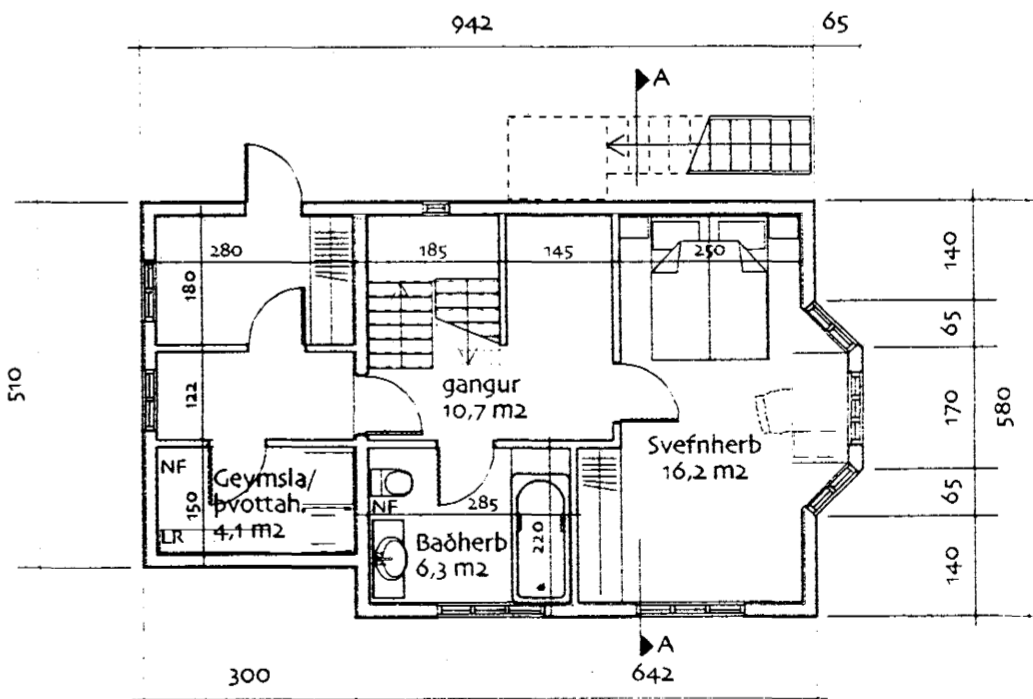 942
65
A
280
185
145
250
140
180
65
510
122
gangur
10,7 m2
170
580
Svefnherb
16,2 m2
NF
Geymsla/
þvottah.
4,1 m2
150
LR
NF
285
220
65
Baðherb
6,3 m2
140
A
300
642